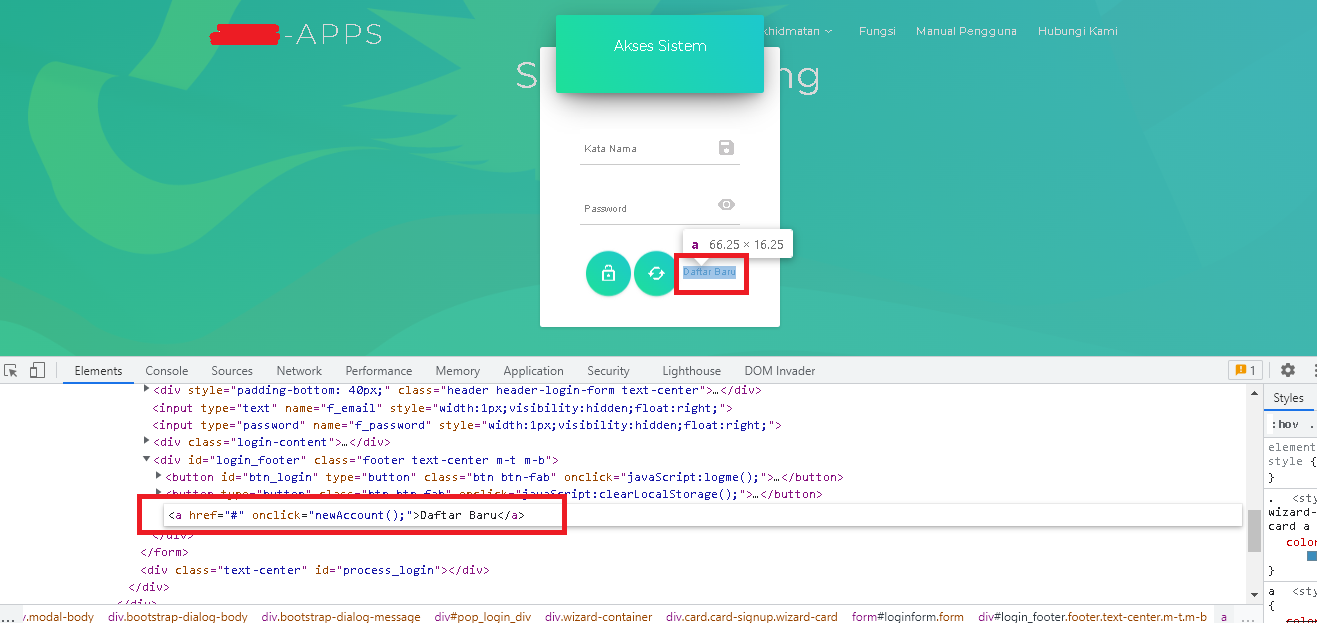 -APPS
Akses Sistem
khidmatan
Fungsi
Manual Pengguna
Hubungi Kami
S
ng
Kata Nama
Password
a 66.25 × 16.25
Daftar Baru
Elements Console Sources Network Performance Memory Application Security Lighthouse DOM Invader
1
<div style="padding-bottom: 40px;" class="header header-login-form text-center">…</div>
<input type="text" name="f_email" style="width:1px;visibility:hidden;float:right;">
<input type="password" name="f_password" style="width:1px;visibility:hidden;float:right;">
<div class="login-content">…</div>
<div id="login_footer" class="footer text-center m-t m-b">
<button id="btn_login" type="button" class="btn btn-fab" onclick="javaScript:logme();">…</button>
<button type="button" class="btn btn-fab" onclick="javaScript:clearLocalStorage();">…</button>
<a href="#" onclick="newAccount();">Daftar Baru</a>
</div>
</form>
<div class="text-center" id="process_login"></div>
</div>
</div>
... v.modal-body div.bootstrap-dialog-body div.bootstrap-dialog-message div#pop_login_div div.wizard-container div.card.card-signup.wizard-card form#loginform.form div#login_footer.footer.text-center.m-t.m-b a ...
Styles
:hov .
element
style {
}
. <sty
wizard-
card a
color
}
a <sty
{
color